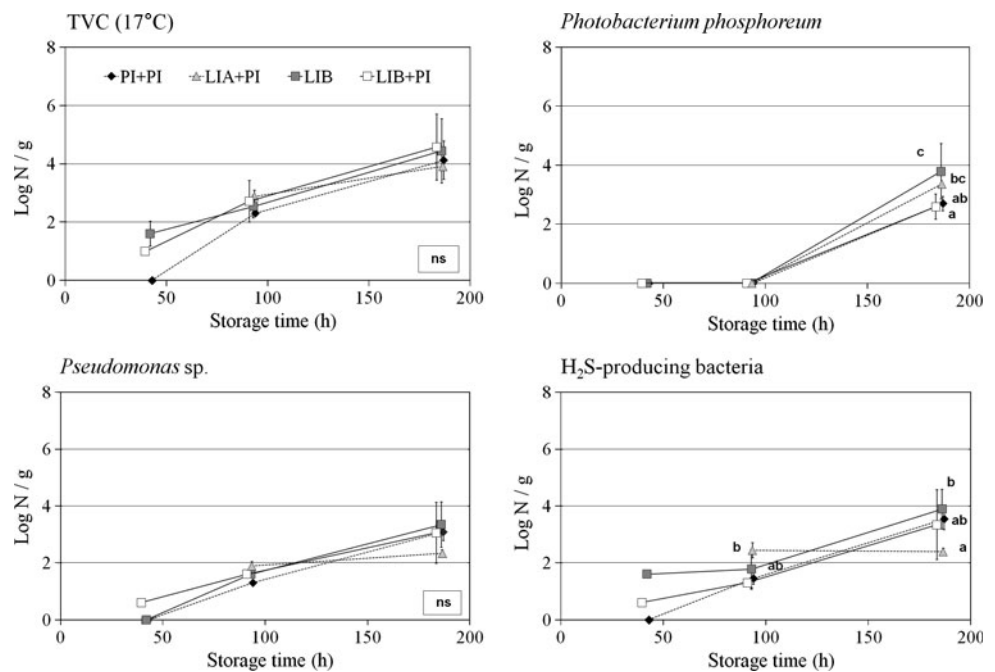 TVC (17°C)
8
PI+PI LIA+PI LIB LIB+PI
6
4
2
0
ns
0 50 100 150 200
Log N / g
Storage time (h)
Photobacterium phosphoreum
8
6
4
c
bc
ab
a
2
0
0 50 100 150 200
Log N / g
Storage time (h)
Pseudomonas sp.
8
6
4
2
0
ns
0 50 100 150 200
Log N / g
Storage time (h)
H₂S-producing bacteria
8
6
b
4
ab
b
a
ab
2
0
0 50 100 150 200
Log N / g
Storage time (h)